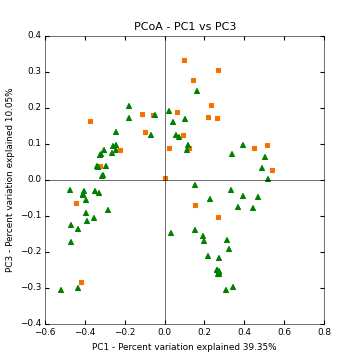 PCoA - PC1 vs PC3
0.4
0.3
0.2
0.1
0.0
−0.1
−0.2
−0.3
−0.4
PC3 - Percent variation explained 10.05%
−0.6 −0.4 −0.2 0.0 0.2 0.4 0.6 0.8
PC1 - Percent variation explained 39.35%